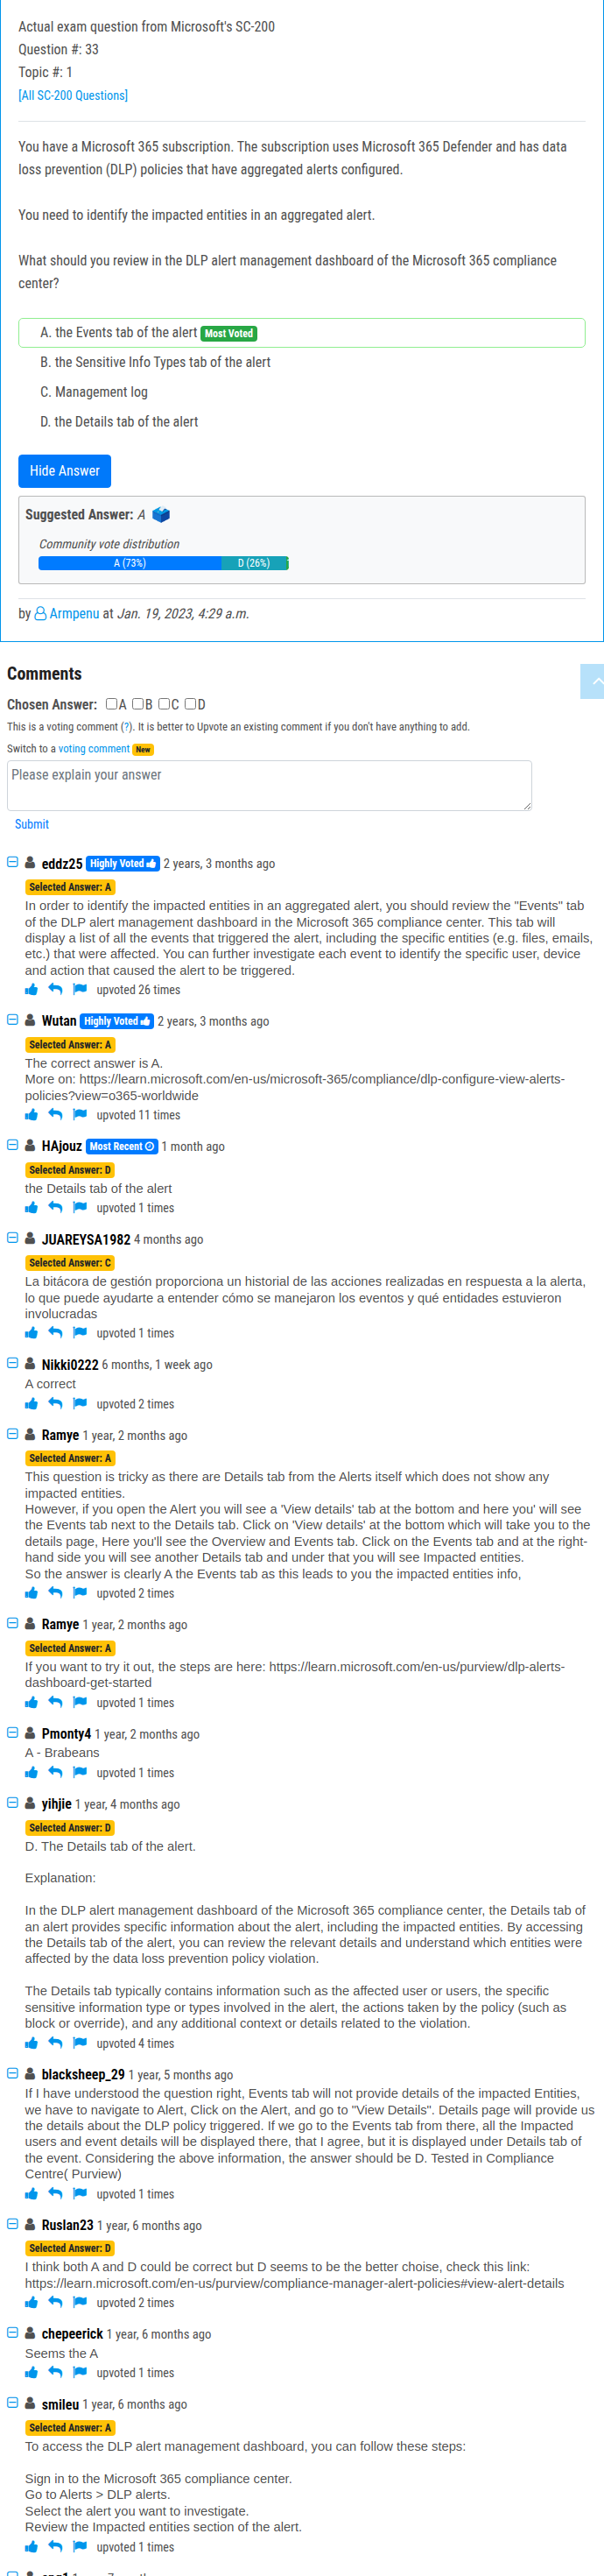 Actual exam question from Microsoft's SC-200
Question #: 33
Topic #: 1
[All SC-200 Questions]
You have a Microsoft 365 subscription. The subscription uses Microsoft 365 Defender and has data
loss prevention (DLP) policies that have aggregated alerts configured.
You need to identify the impacted entities in an aggregated alert.
What should you review in the DLP alert management dashboard of the Microsoft 365 compliance
center?
A. the Events tab of the alert Most Voted
B. the Sensitive Info Types tab of the alert
C. Management log
D. the Details tab of the alert
Hide Answer
Suggested Answer: A
Community vote distribution
A (73%) D (26%)
by Armpenu at Jan. 19, 2023, 4:29 a.m.
Comments
Chosen Answer: A B C D
This is a voting comment (?). It is better to Upvote an existing comment if you don't have anything to add.
Switch to a voting comment New
Please explain your answer
Submit
eddz25 Highly Voted 2 years, 3 months ago
Selected Answer: A
In order to identify the impacted entities in an aggregated alert, you should review the "Events" tab
of the DLP alert management dashboard in the Microsoft 365 compliance center. This tab will
display a list of all the events that triggered the alert, including the specific entities (e.g. files, emails,
etc.) that were affected. You can further investigate each event to identify the specific user, device
and action that caused the alert to be triggered.
upvoted 26 times
Wutan Highly Voted 2 years, 3 months ago
Selected Answer: A
The correct answer is A.
More on: https://learn.microsoft.com/en-us/microsoft-365/compliance/dlp-configure-view-alerts-
policies?view=o365-worldwide
upvoted 11 times
HAjouz Most Recent 1 month ago
Selected Answer: D
the Details tab of the alert
upvoted 1 times
JUAREYSA1982 4 months ago
Selected Answer: C
La bitácora de gestión proporciona un historial de las acciones realizadas en respuesta a la alerta,
lo que puede ayudarte a entender cómo se manejaron los eventos y qué entidades estuvieron
involucradas
upvoted 1 times
Nikki0222 6 months, 1 week ago
A correct
upvoted 2 times
Ramye 1 year, 2 months ago
Selected Answer: A
This question is tricky as there are Details tab from the Alerts itself which does not show any
impacted entities.
However, if you open the Alert you will see a 'View details' tab at the bottom and here you' will see
the Events tab next to the Details tab. Click on 'View details' at the bottom which will take you to the
details page, Here you'll see the Overview and Events tab. Click on the Events tab and at the right-
hand side you will see another Details tab and under that you will see Impacted entities.
So the answer is clearly A the Events tab as this leads to you the impacted entities info,
upvoted 2 times
Ramye 1 year, 2 months ago
Selected Answer: A
If you want to try it out, the steps are here: https://learn.microsoft.com/en-us/purview/dlp-alerts-
dashboard-get-started
upvoted 1 times
Pmonty4 1 year, 2 months ago
A - Brabeans
upvoted 1 times
yihjie 1 year, 4 months ago
Selected Answer: D
D. The Details tab of the alert.
Explanation:
In the DLP alert management dashboard of the Microsoft 365 compliance center, the Details tab of
an alert provides specific information about the alert, including the impacted entities. By accessing
the Details tab of the alert, you can review the relevant details and understand which entities were
affected by the data loss prevention policy violation.
The Details tab typically contains information such as the affected user or users, the specific
sensitive information type or types involved in the alert, the actions taken by the policy (such as
block or override), and any additional context or details related to the violation.
upvoted 4 times
blacksheep_29 1 year, 5 months ago
If I have understood the question right, Events tab will not provide details of the impacted Entities,
we have to navigate to Alert, Click on the Alert, and go to "View Details". Details page will provide us
the details about the DLP policy triggered. If we go to the Events tab from there, all the Impacted
users and event details will be displayed there, that I agree, but it is displayed under Details tab of
the event. Considering the above information, the answer should be D. Tested in Compliance
Centre( Purview)
upvoted 1 times
Ruslan23 1 year, 6 months ago
Selected Answer: D
I think both A and D could be correct but D seems to be the better choise, check this link:
https://learn.microsoft.com/en-us/purview/compliance-manager-alert-policies#view-alert-details
upvoted 2 times
chepeerick 1 year, 6 months ago
Seems the A
upvoted 1 times
smileu 1 year, 6 months ago
Selected Answer: A
To access the DLP alert management dashboard, you can follow these steps:
Sign in to the Microsoft 365 compliance center.
Go to Alerts > DLP alerts.
Select the alert you want to investigate.
Review the Impacted entities section of the alert.
upvoted 1 times